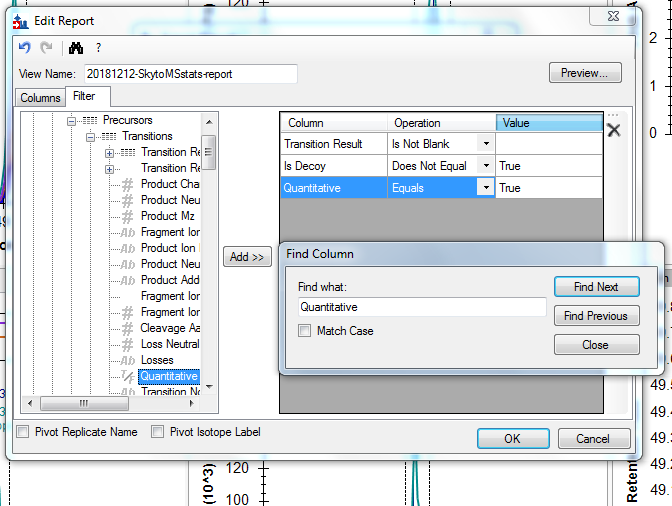 Edit Report
?
View Name:
20181212-SkytoMSstats-report
Preview...
Columns
Filter
Precursors
Transitions
Transition Re
Transition Re
Product Cha
Product Neu
Product Mz
Fragment Ion
Product Ion
Product Neu
Product Add
Fragment Ion
Fragment Ion
Cleavage Aa
Loss Neutral
Losses
Quantitative
Transition No
Add >>
Column Operation Value
Transition Result Is Not Blank
Is Decoy Does Not Equal True
Quantitative Equals True
Find Column
Find what:
Quantitative
Match Case
Find Next
Find Previous
Close
Pivot Replicate Name
Pivot Isotope Label
OK
Cancel
2
1
0
49.5
49.4
49.3
49.2
49.1
120
100
(10^3)
Retent